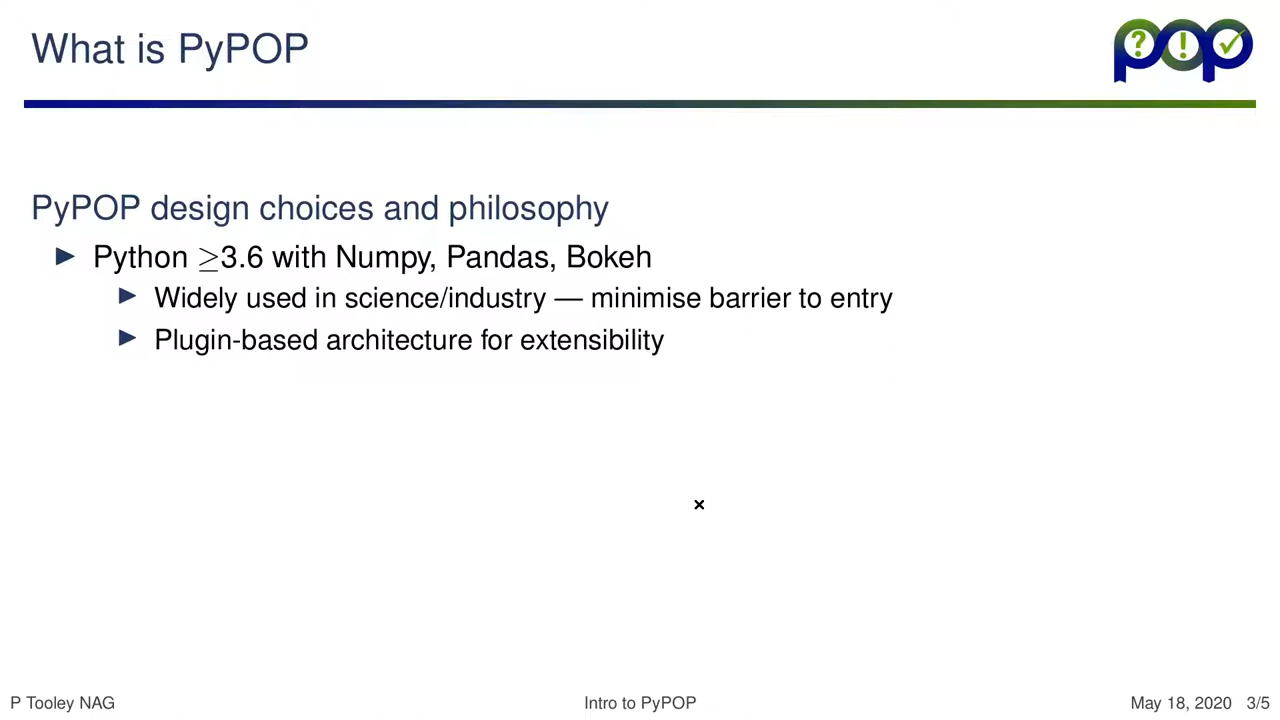 What is PyPOP
pop
PyPOP design choices and philosophy
Python ≥3.6 with Numpy, Pandas, Bokeh
Widely used in science/industry — minimise barrier to entry
Plugin-based architecture for extensibility
P Tooley NAG
Intro to PyPOP
May 18, 2020 3/5